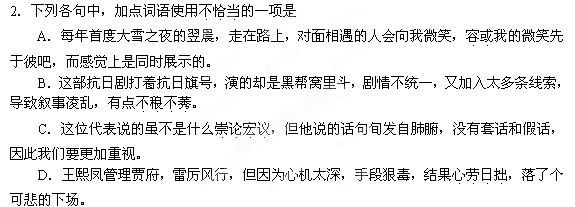 2．下列各句中，加点词语使用不恰当的一项是
A．每年首度大雪之夜的翌晨，走在路上，对面相遇的人会向我微笑，容或我的微笑先
于彼吧，而感觉上是同时展示的。
B．这部抗日剧打着抗日旗号，演的却是黑帮窝里斗，剧情不统一，又加入太多条线索，
导致叙事凌乱，有点不稂不莠。
C．这位代表说的虽不是什么崇论宏议，但他说的话句句发自肺腑，没有套话和假话，
因此我们要更加重视。
D．王熙凤管理贾府，雷厉风行，但因为心机太深，手段狠毒，结果心劳日拙，落了个
可悲的下场。